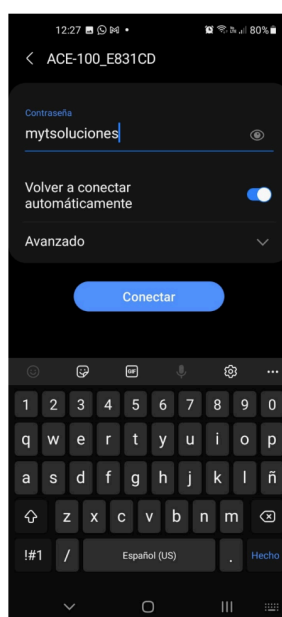 12:27
80%
ACE-100_E831CD
Contraseña
mytsoluciones
Volver a conectar
automáticamente
Avanzado
Conectar
GIF
1 2 3 4 5 6 7 8 9 0
q w e r t y u i o p
a s d f g h j k l ñ
z x c v b n m
!#1 / Español (US) . Hecho